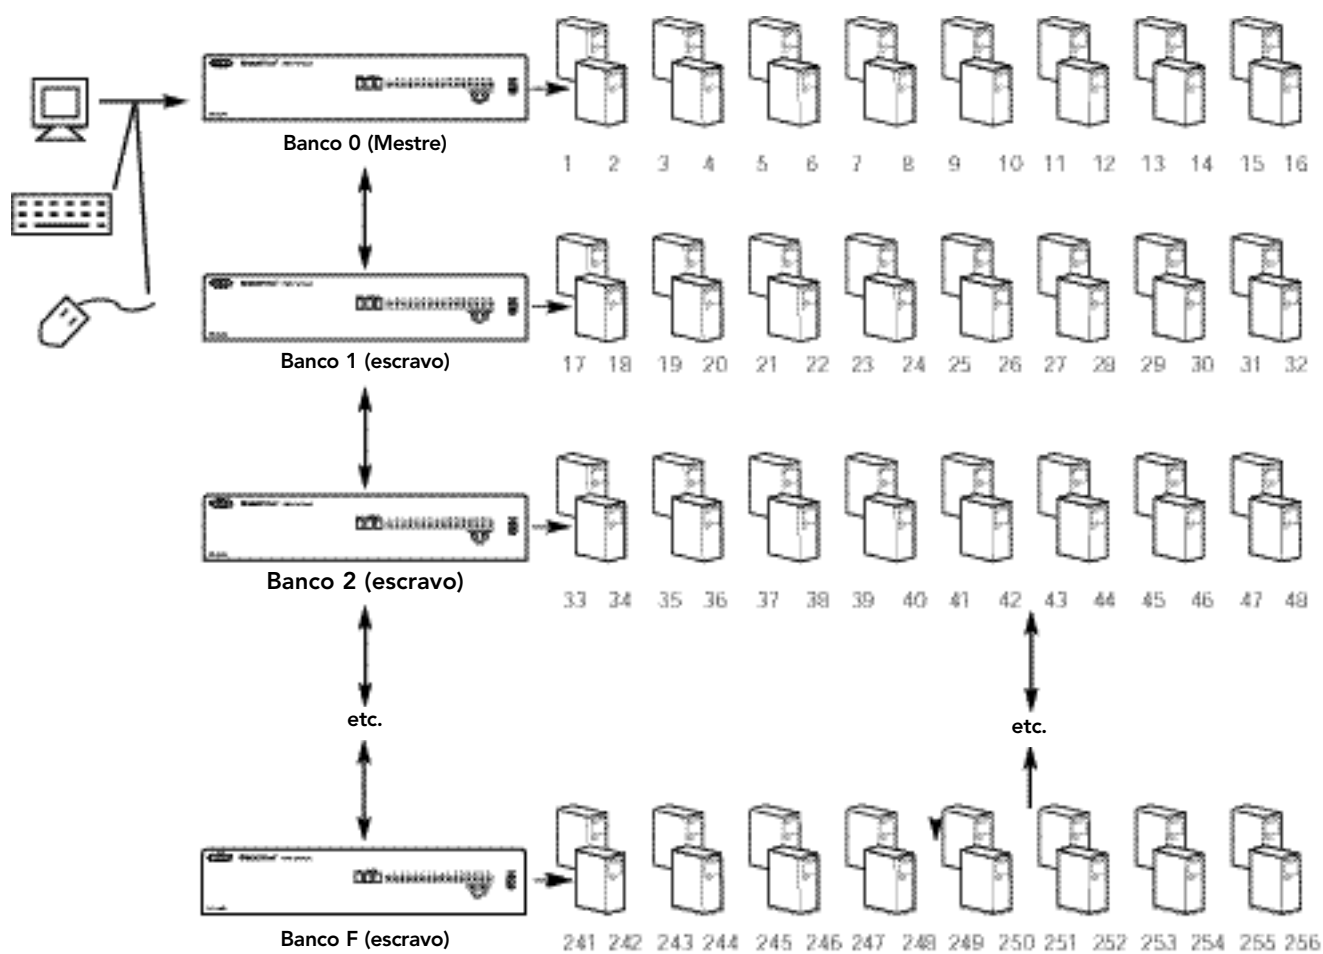 Banco 0 (Mestre)
1 2 3 4 5 6 7 8 9 10 11 12 13 14 15 16
Banco 1 (escravo)
17 18 19 20 21 22 23 24 25 26 27 28 29 30 31 32
Banco 2 (escravo)
33 34 35 36 37 38 39 40 41 42 43 44 45 46 47 48
etc.
etc.
Banco F (escravo)
241 242 243 244 245 246 247 248 249 250 251 252 253 254 255 256